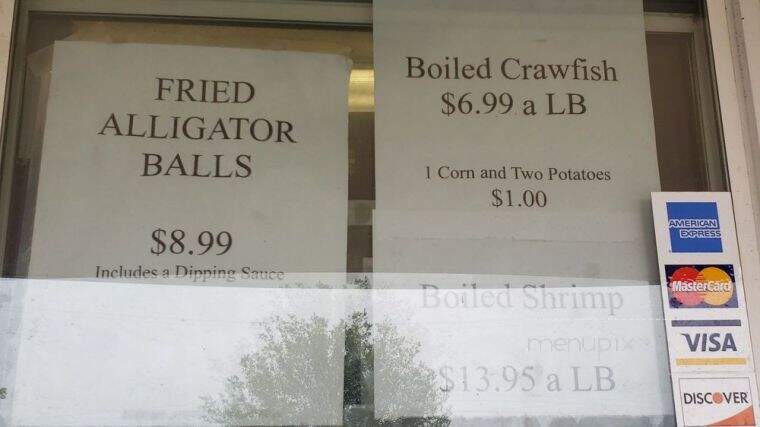 FRIED
ALLIGATOR
BALLS
$8.99
Includes a Dipping Sauce
Boiled Crawfish
$6.99 a LB
1 Corn and Two Potatoes
$1.00
Boiled Shrimp
$13.95 a LB
menupix
AMERICAN
EXPRESS
MasterCard
VISA
DISCOVER